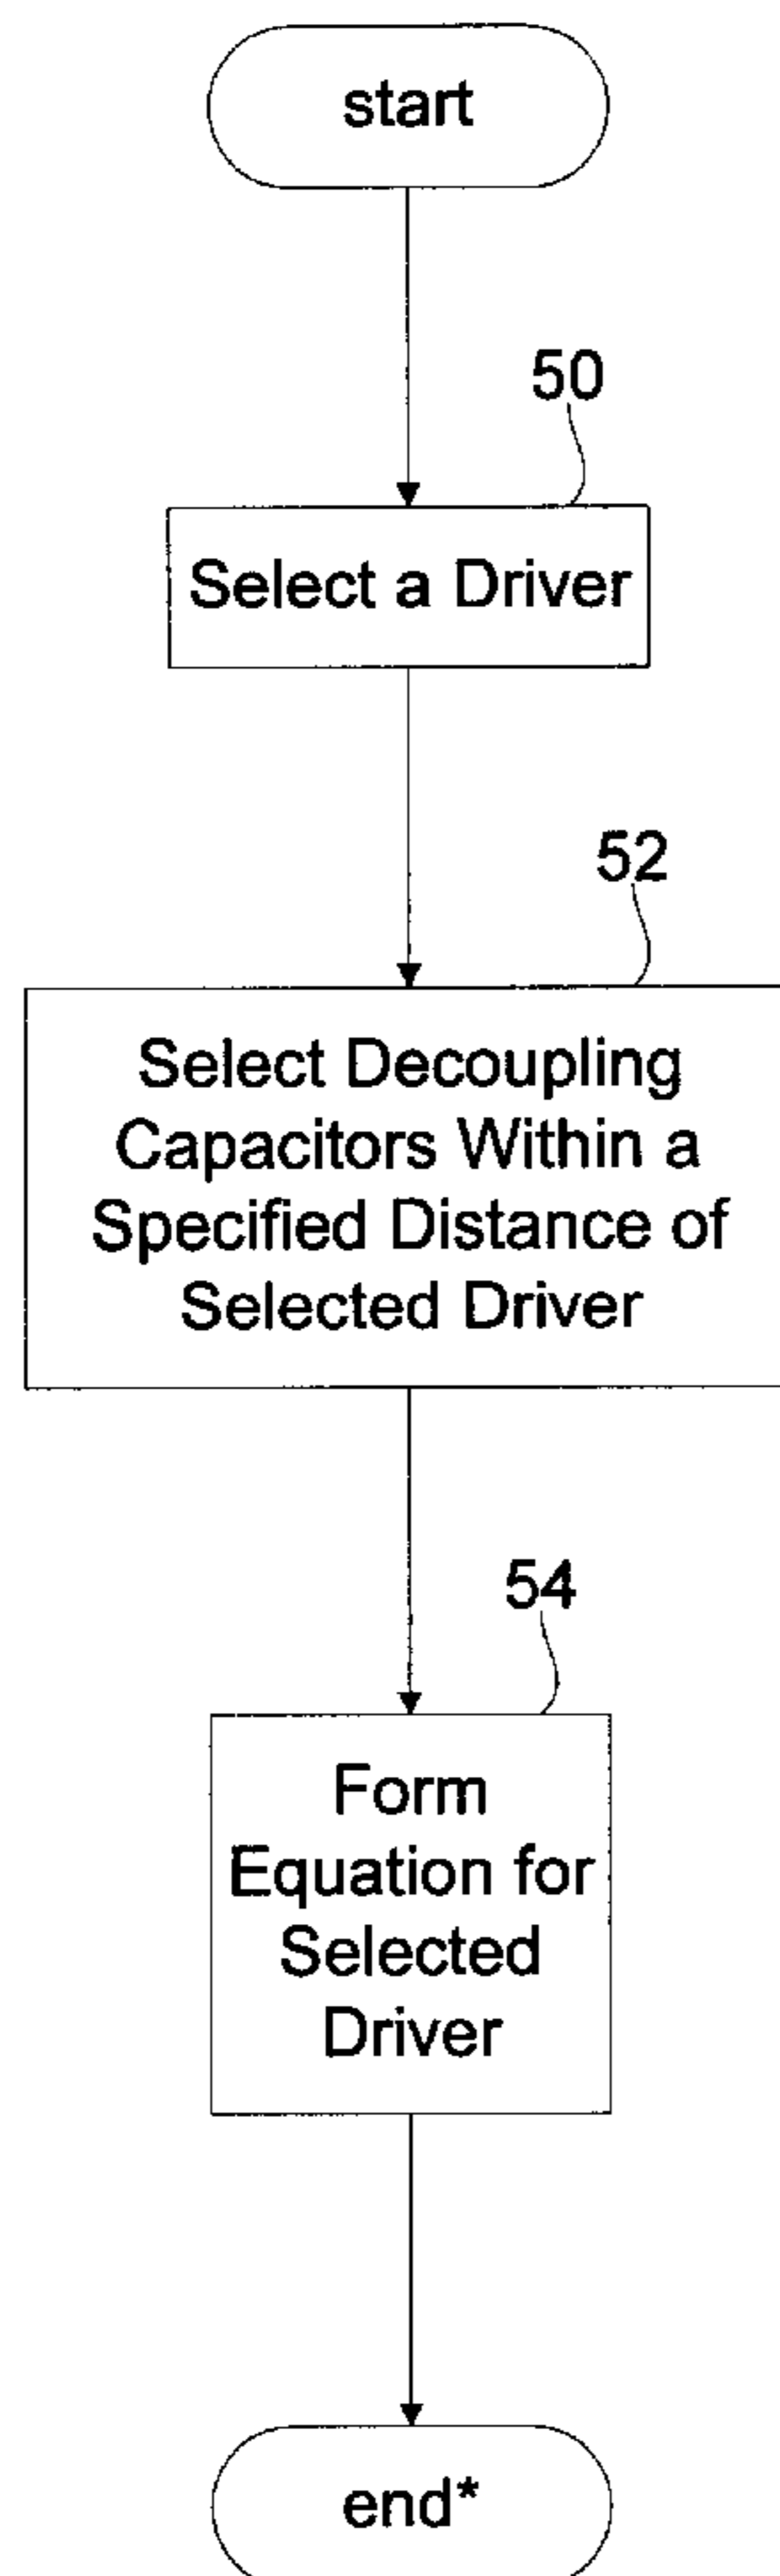 start
50
Select a Driver
52
Select Decoupling
Capacitors Within a
Specified Distance of
Selected Driver
54
Form
Equation for
Selected
Driver
end*